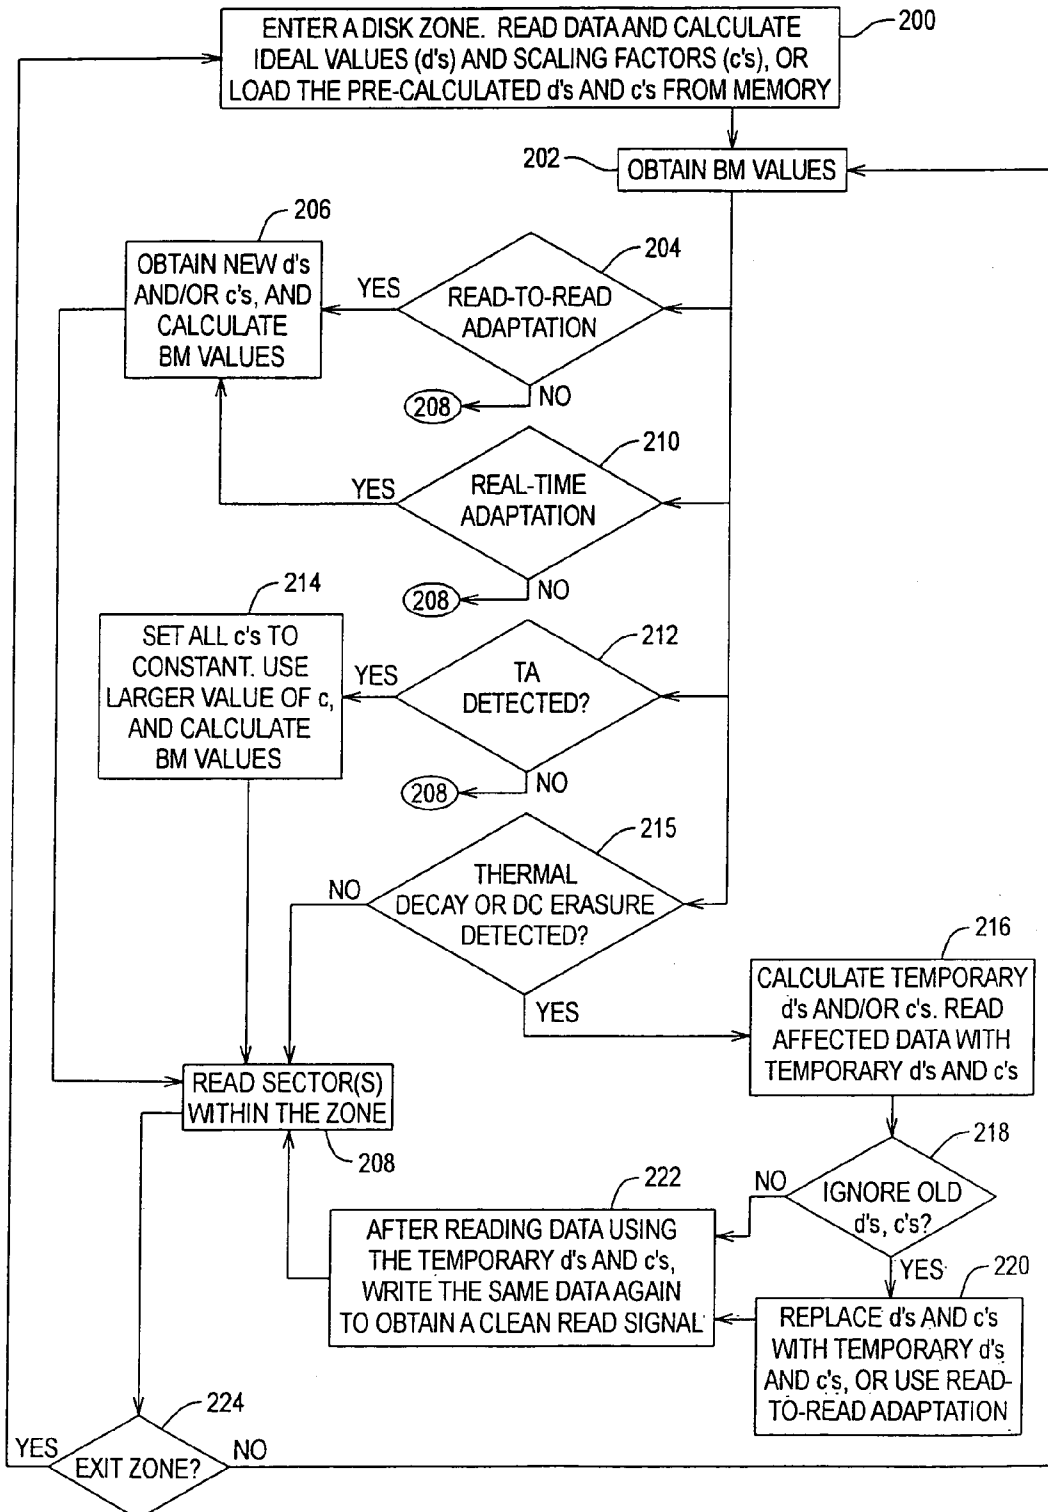 ENTER A DISK ZONE. READ DATA AND CALCULATE
IDEAL VALUES (d's) AND SCALING FACTORS (c's), OR
LOAD THE PRE-CALCULATED d's AND c's FROM MEMORY
200
202
OBTAIN BM VALUES
206
OBTAIN NEW d's
AND/OR c's, AND
CALCULATE
BM VALUES
YES
204
READ-TO-READ
ADAPTATION
NO
208
210
YES
REAL-TIME
ADAPTATION
NO
208
214
SET ALL c's TO
CONSTANT. USE
LARGER VALUE OF c,
AND CALCULATE
BM VALUES
YES
212
TA
DETECTED?
NO
208
215
NO
THERMAL
DECAY OR DC ERASURE
DETECTED?
YES
216
CALCULATE TEMPORARY
d's AND/OR c's. READ
AFFECTED DATA WITH
TEMPORARY d's AND c's
READ SECTOR(S)
WITHIN THE ZONE
208
218
NO
IGNORE OLD
d's, c's?
YES
222
AFTER READING DATA USING
THE TEMPORARY d's AND c's,
WRITE THE SAME DATA AGAIN
TO OBTAIN A CLEAN READ SIGNAL
220
REPLACE d's AND c's
WITH TEMPORARY d's
AND c's, OR USE READ-
TO-READ ADAPTATION
224
YES
EXIT ZONE?
NO